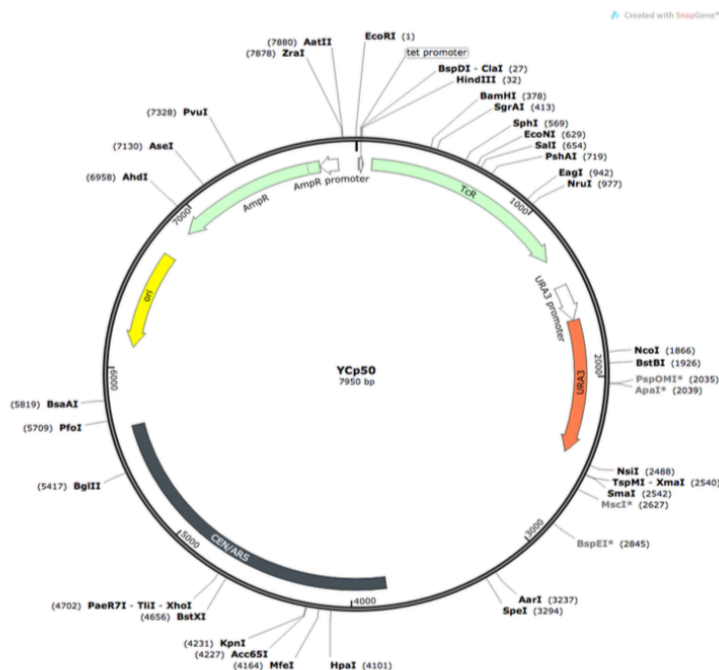 Created with SnapGene®
(7880) AatII
(7878) ZraI
EcoRI (1)
tet promoter
BspDI - ClaI (27)
HindIII (32)
BamHI (378)
SgrAI (413)
SphI (569)
EcoNI (629)
SalI (654)
PshAI (719)
EagI (942)
NruI (977)
(7328) PvuI
(7130) AseI
(6958) AhdI
AmpR promoter
AmpR
TcR
7000
1000
ori
URA3 promoter
URA3
YCp50
7950 bp
NcoI (1866)
BstBI (1926)
2000
PspOMI* (2035)
ApaI* (2039)
6000
(5819) BsaAI
(5709) PfoI
(5417) BglII
NsiI (2488)
TspMI - XmaI (2540)
SmaI (2542)
MscI* (2627)
BspEI* (2845)
3000
5000
CEN/ARS
4000
AarI (3237)
SpeI (3294)
(4702) PaeR7I - TliI - XhoI
(4656) BstXI
(4231) KpnI
(4227) Acc65I
(4164) MfeI
HpaI (4101)